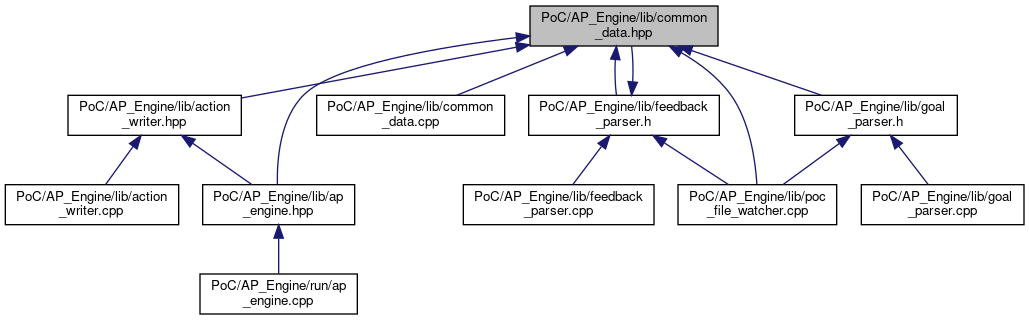 PoC/AP_Engine/lib/common
_data.hpp
PoC/AP_Engine/lib/action
_writer.hpp
PoC/AP_Engine/lib/common
_data.cpp
PoC/AP_Engine/lib/feedback
_parser.h
PoC/AP_Engine/lib/goal
_parser.h
PoC/AP_Engine/lib/action
_writer.cpp
PoC/AP_Engine/lib/ap
_engine.hpp
PoC/AP_Engine/lib/feedback
_parser.cpp
PoC/AP_Engine/lib/poc
_file_watcher.cpp
PoC/AP_Engine/lib/goal
_parser.cpp
PoC/AP_Engine/run/ap
_engine.cpp